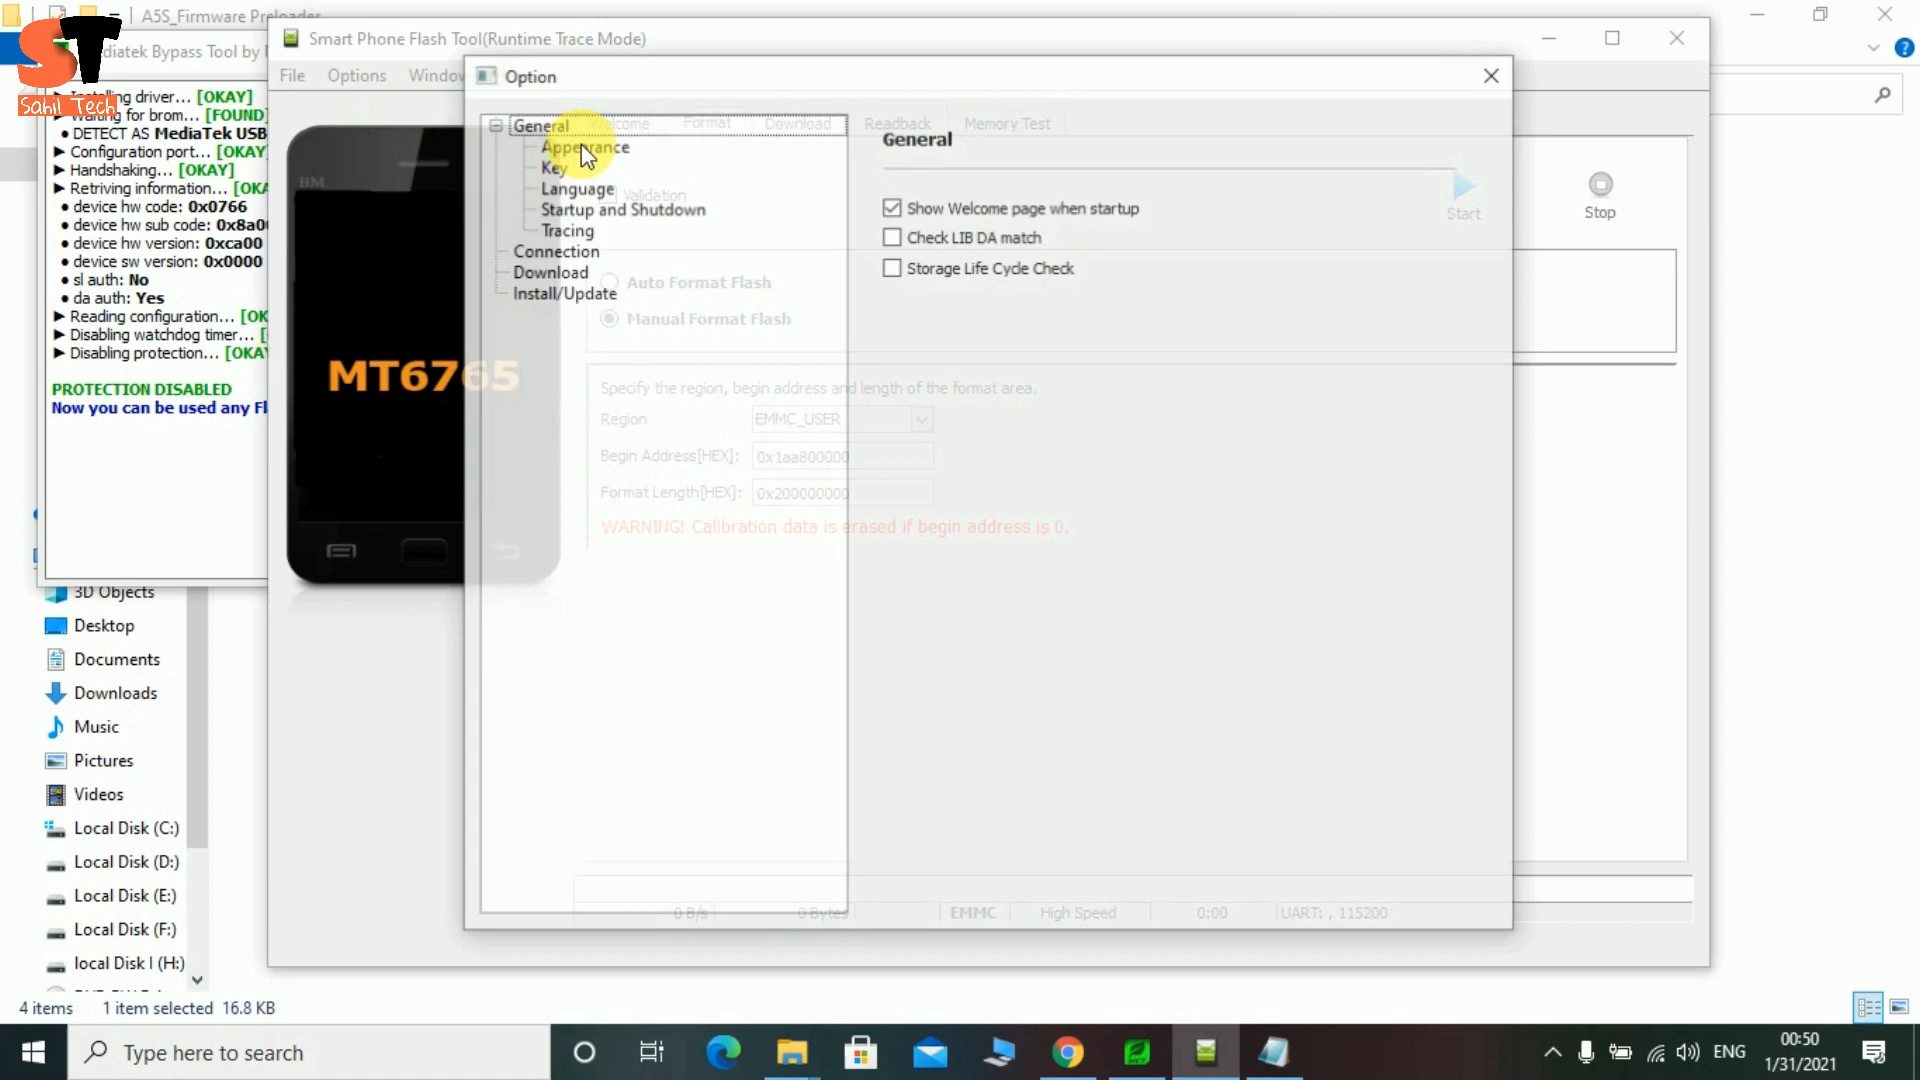 A5S_Firmware Preloader
ST
Sahil Tech
Mediatek Bypass Tool by
Installing driver... [OKAY]
Waiting for brom... [FOUND]
DETECT AS MediaTek USB
Configuration port... [OKAY]
Handshaking... [OKAY]
Retriving information... [OKA
device hw code: 0x0766
device hw sub code: 0x8a0
device hw version: 0xca00
device sw version: 0x0000
sl auth: No
da auth: Yes
Reading configuration... [OK
Disabling watchdog timer... [
Disabling protection... [OKA
PROTECTION DISABLED
Now you can be used any Fl
Smart Phone Flash Tool(Runtime Trace Mode)
File Options Window
BM
MT6765
Option
General
Appearance
Key
Language
Startup and Shutdown
Tracing
Connection
Download
Install/Update
Welcome Format Download Readback Memory Test
General
Show Welcome page when startup
Check LIB DA match
Storage Life Cycle Check
Validation
Auto Format Flash
Manual Format Flash
Start
Stop
Specify the region, begin address and length of the format area.
Region EMMC_USER
Begin Address[HEX]: 0x1aa800000
Format Length[HEX]: 0x200000000
WARNING! Calibration data is erased if begin address is 0.
0 B/s 0 Bytes EMMC High Speed 0:00 UART: , 115200
3D Objects
Desktop
Documents
Downloads
Music
Pictures
Videos
Local Disk (C:)
Local Disk (D:)
Local Disk (E:)
Local Disk (F:)
local Disk l (H:)
4 items 1 item selected 16.8 KB
Type here to search
ENG
00:50
1/31/2021